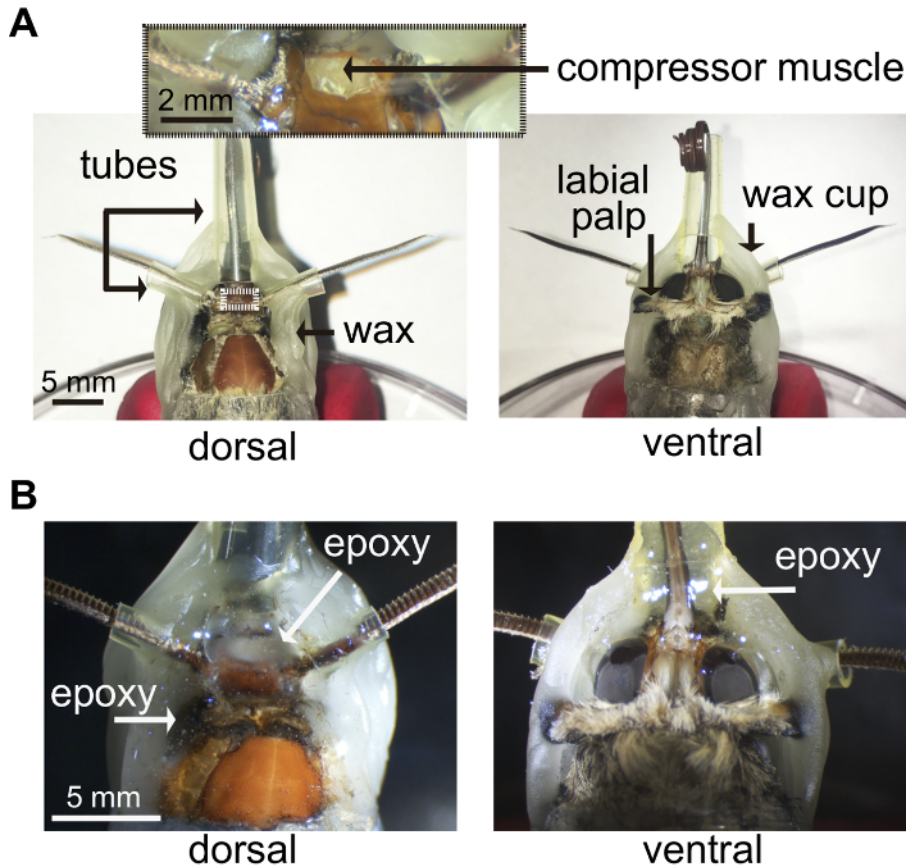 A
compressor muscle
2 mm
tubes
wax
5 mm
dorsal
labial
palp
wax cup
ventral
B
epoxy
epoxy
5 mm
dorsal
epoxy
ventral